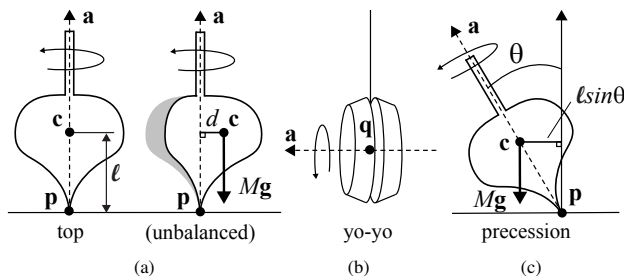 a
c
ℓ
p
top
a
d c
Mg
p
(unbalanced)
(a)
a
q
yo-yo
(b)
a
θ
ℓsinθ
c
Mg
p
precession
(c)